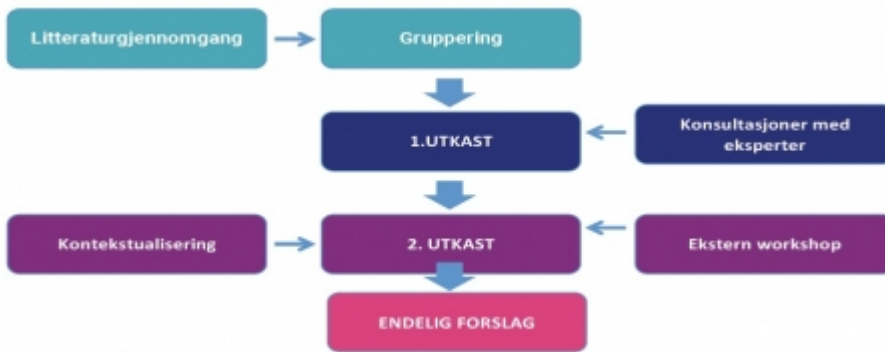 Litteraturgjennomgang
Gruppering
1.UTKAST
Konsultasjoner med
eksperter
Kontekstualisering
2. UTKAST
Ekstern workshop
ENDELIG FORSLAG